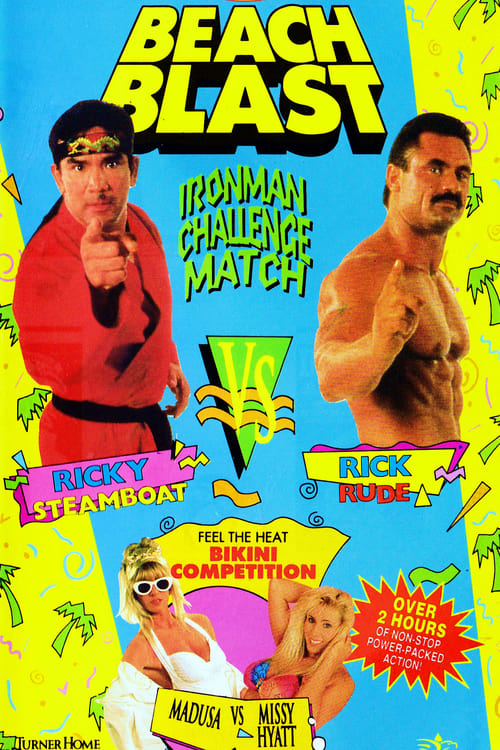 BEACH
BLAST
IRONMAN
CHALLENGE
MATCH
VS
RICKY
STEAMBOAT
RICK
RUDE
FEEL THE HEAT
BIKINI
COMPETITION
OVER
2 HOURS
OF NON-STOP
POWER-PACKED
ACTION!
MADUSA VS MISSY
HYATT
TURNER HOME